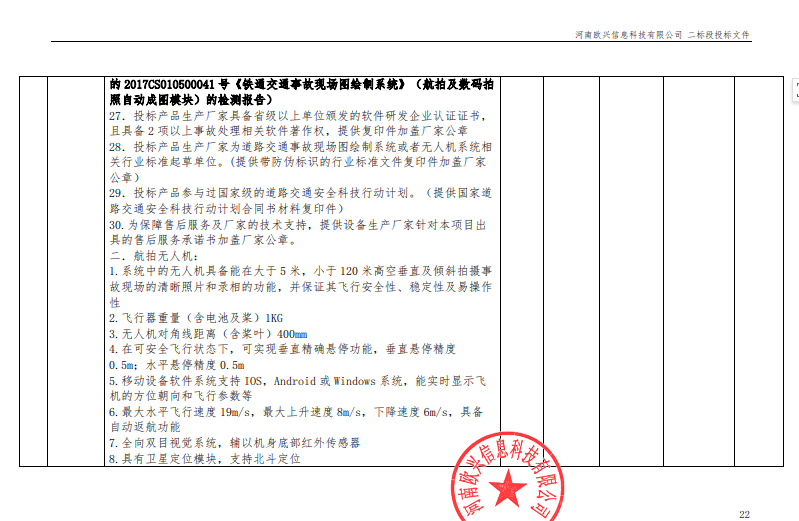 河南欧兴信息科技有限公司 二标段投标文件
的 2017CS010500041 号《铁通交通事故现场图绘制系统》（航拍及数码拍
照自动成图模块）的检测报告）
27．投标产品生产厂家具备省级以上单位颁发的软件研发企业认证证书，
且具备 2 项以上事故处理相关软件著作权，提供复印件加盖厂家公章
28．投标产品生产厂家为道路交通事故现场图绘制系统或者无人机系统相
关行业标准起草单位。（提供带防伪标识的行业标准文件复印件加盖厂家
公章）
29．投标产品参与过国家级的道路交通安全科技行动计划。（提供国家道
路交通安全科技行动计划合同书材料复印件）
30.为保障售后服务及厂家的技术支持，提供设备生产厂家针对本项目出
具的售后服务承诺书加盖厂家公章。
二．航拍无人机：
1.系统中的无人机具备能在大于 5 米，小于 120 米高空垂直及倾斜拍摄事
故现场的清晰照片和录相的功能，并保证其飞行安全性、稳定性及易操作
性
2.飞行器重量（含电池及桨）1KG
3.无人机对角线距离（含桨叶）400mm
4.在可安全飞行状态下，可实现垂直精确悬停功能，垂直悬停精度
0.5m；水平悬停精度 0.5m
5.移动设备软件系统支持 IOS，Android 或 Windows 系统，能实时显示飞
机的方位朝向和飞行参数等
6.最大水平飞行速度 19m/s，最大上升速度 8m/s，下降速度 6m/s，具备
自动返航功能
7.全向双目视觉系统，辅以机身底部红外传感器
8.具有卫星定位模块，支持北斗定位
河南欧兴信息科技有限公司
22